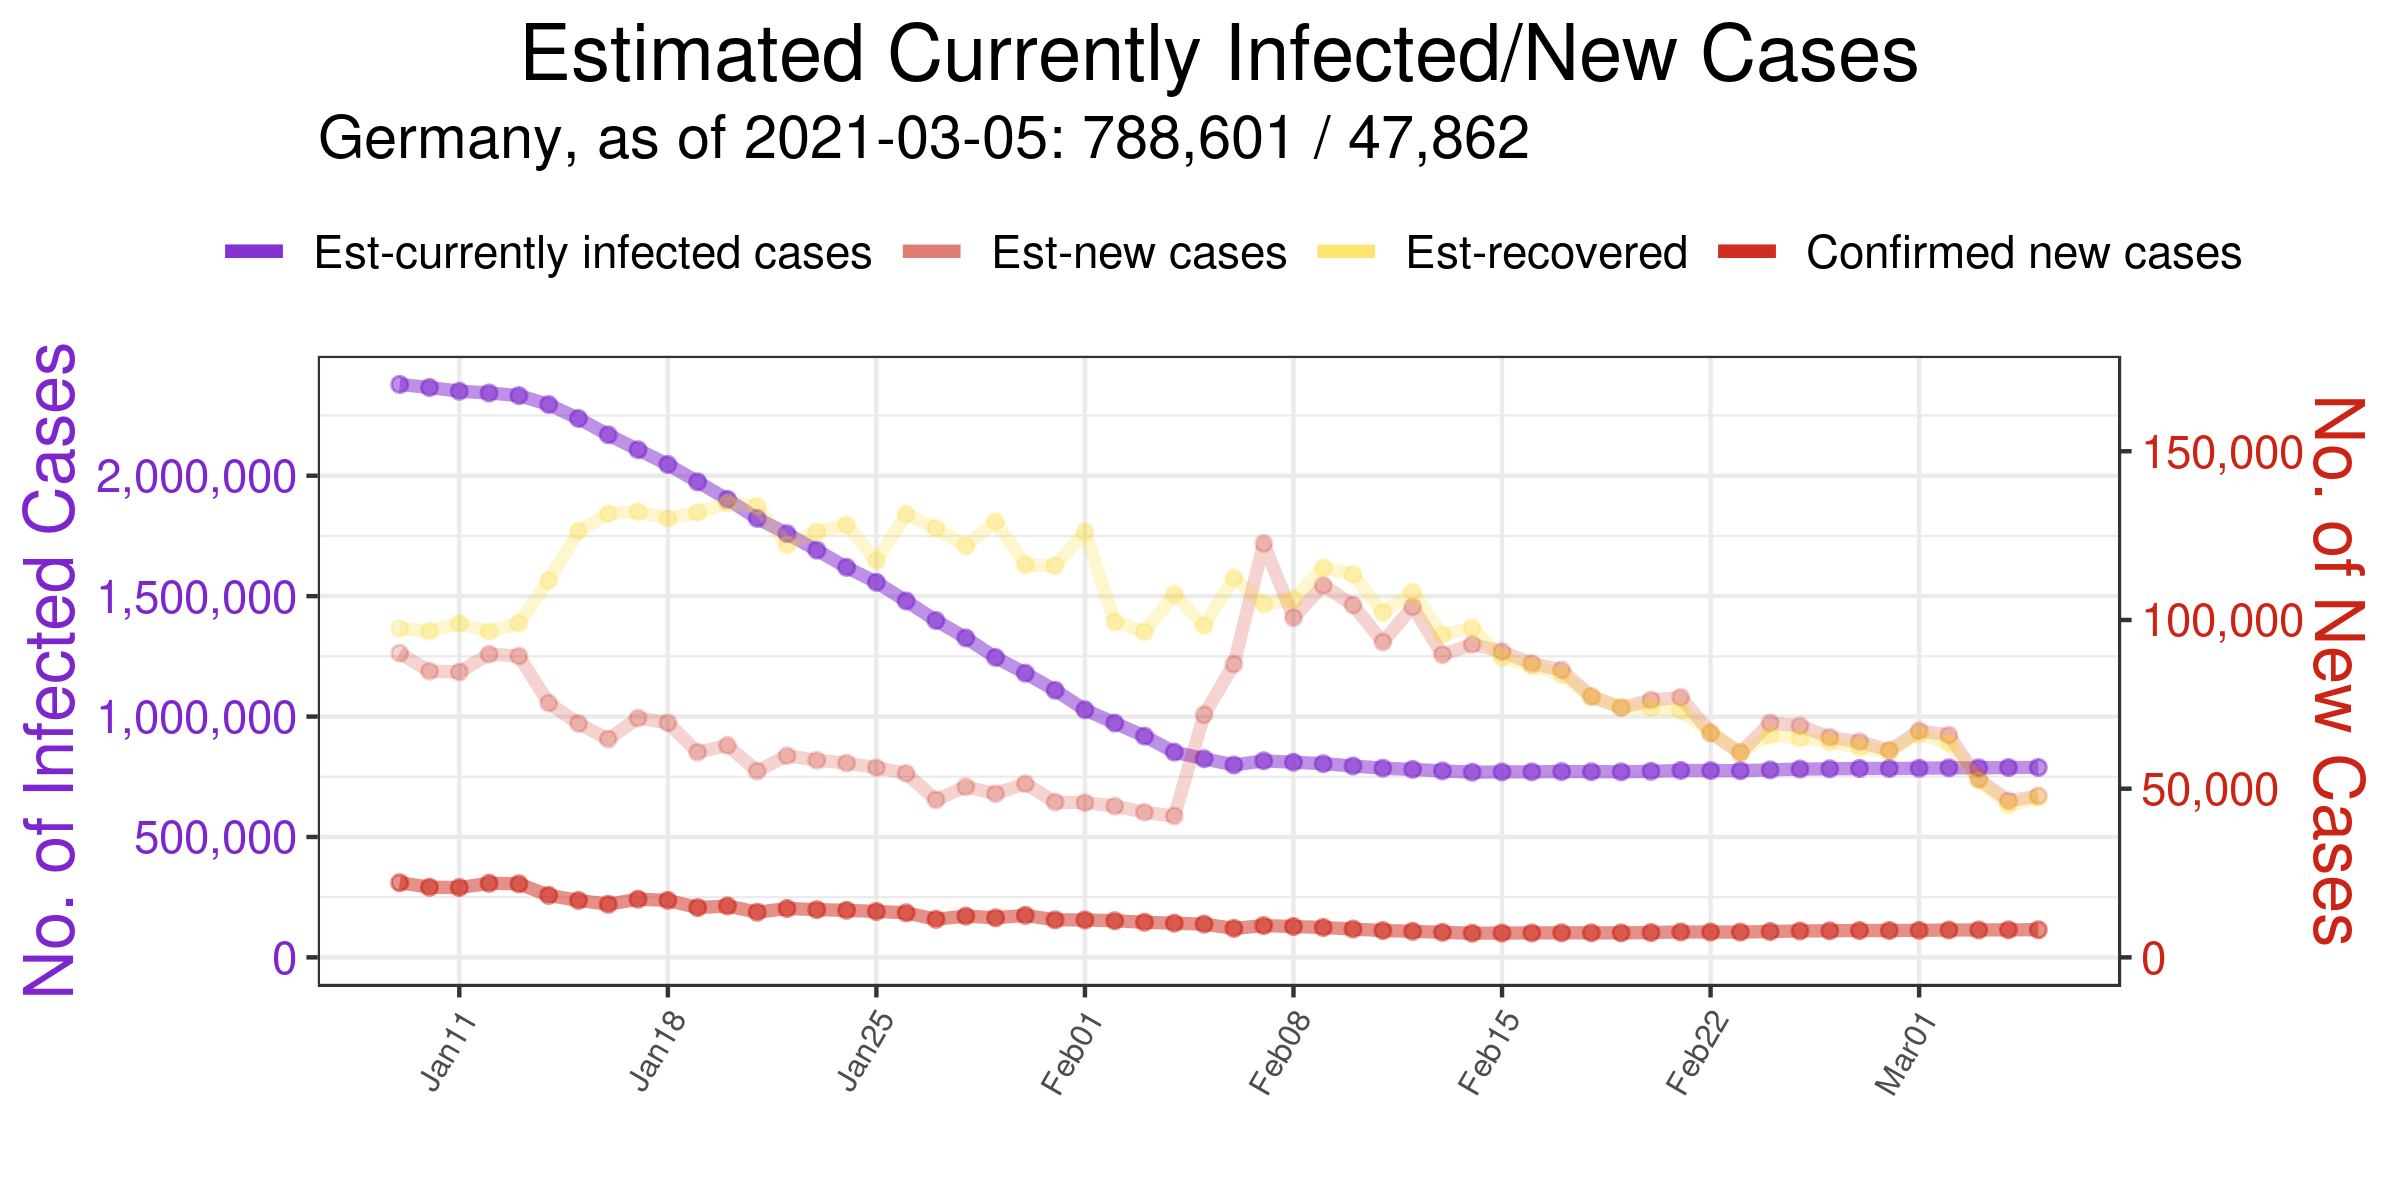 Estimated Currently Infected/New Cases
Germany, as of 2021-03-05: 788,601 / 47,862
Est-currently infected cases Est-new cases Est-recovered Confirmed new cases
No. of Infected Cases
2,000,000
1,500,000
1,000,000
500,000
0
150,000
100,000
50,000
0
No. of New Cases
Jan11 Jan18 Jan25 Feb01 Feb08 Feb15 Feb22 Mar01